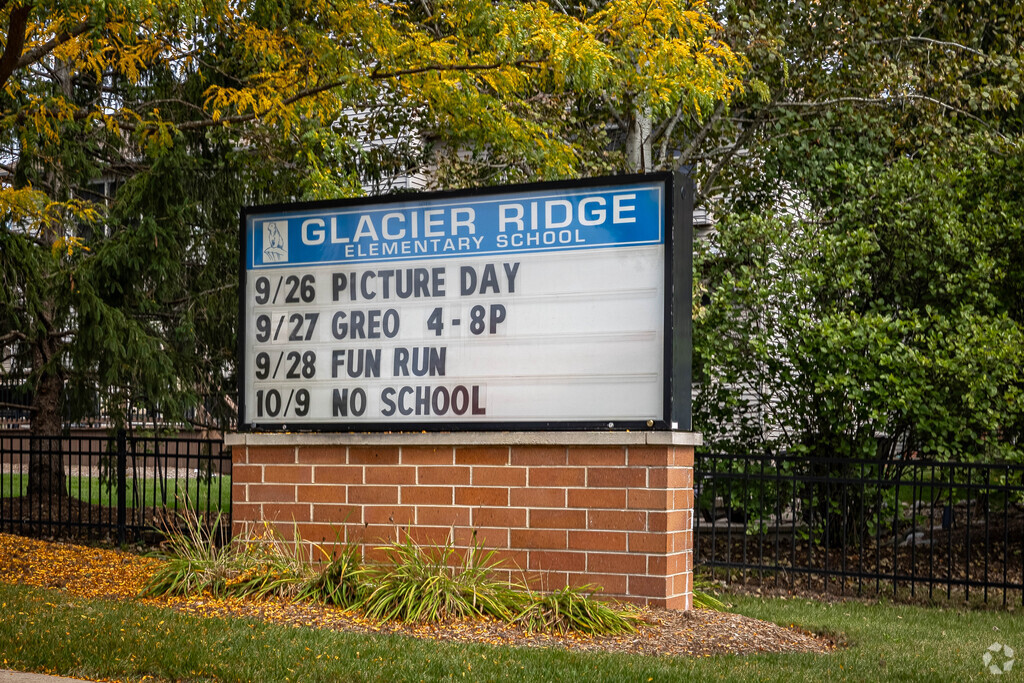 GLACIER RIDGE
ELEMENTARY SCHOOL
9/26 PICTURE DAY
9/27 GREO 4-8P
9/28 FUN RUN
10/9 NO SCHOOL